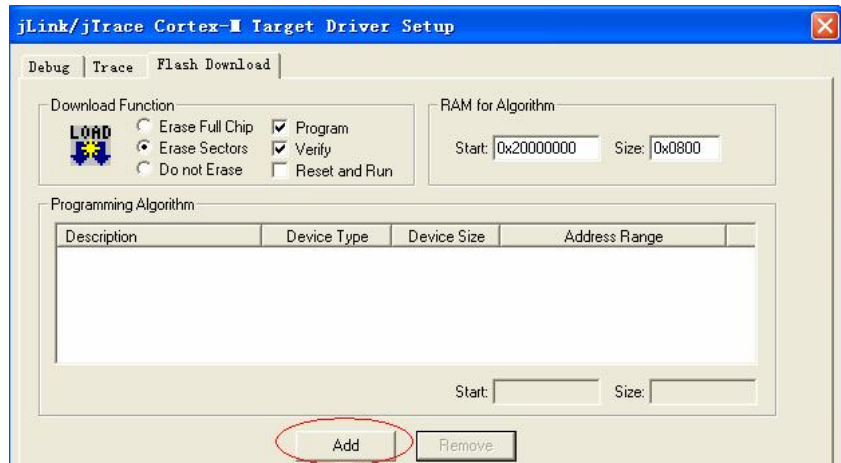 jLink/jTrace Cortex-M Target Driver Setup
Debug Trace Flash Download
Download Function
LOAD
Erase Full Chip Program
Erase Sectors Verify
Do not Erase Reset and Run
RAM for Algorithm
Start: 0x20000000 Size: 0x0800
Programming Algorithm
Description Device Type Device Size Address Range
Start: Size:
Add Remove